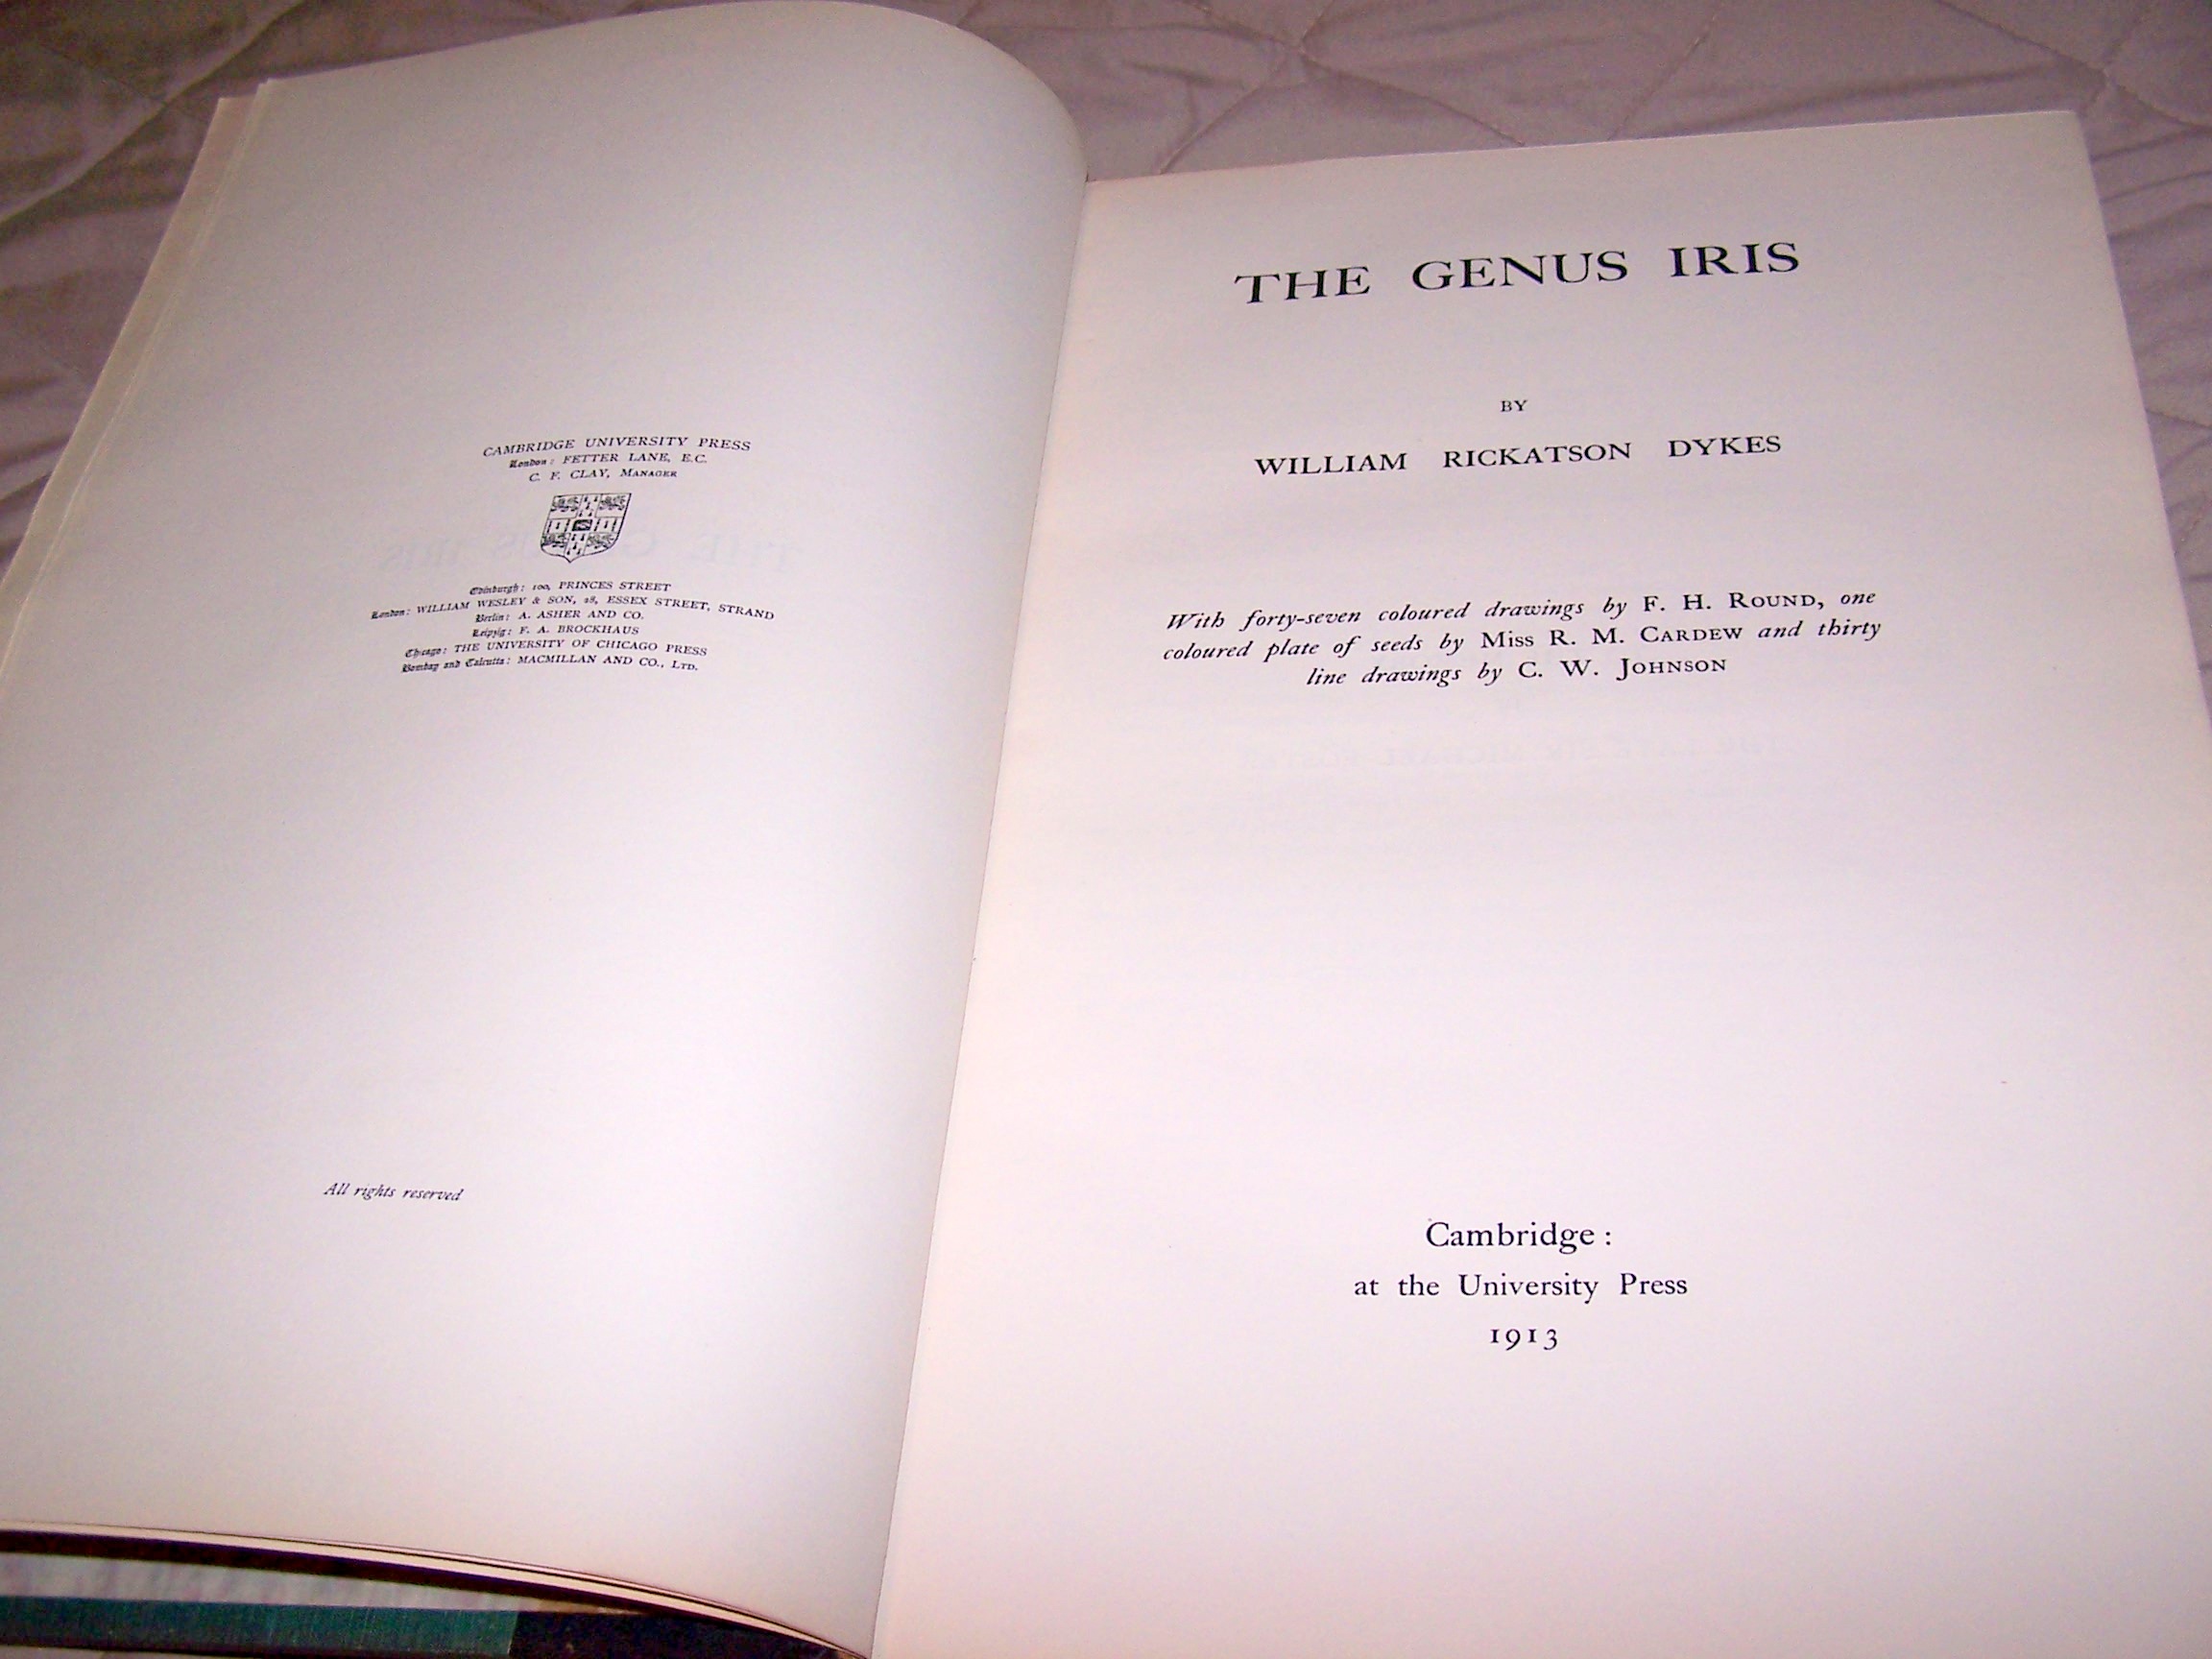 CAMBRIDGE UNIVERSITY PRESS
London: FETTER LANE, E.C.
C. F. CLAY, MANAGER
Edinburgh: 100, PRINCES STREET
London: WILLIAM WESLEY & SON, 28, ESSEX STREET, STRAND
Berlin: A. ASHER AND CO.
Leipzig: F. A. BROCKHAUS
Chicago: THE UNIVERSITY OF CHICAGO PRESS
Bombay and Calcutta: MACMILLAN AND CO., LTD.
All rights reserved
THE GENUS IRIS
BY
WILLIAM RICKATSON DYKES
With forty-seven coloured drawings by F. H. ROUND, one
coloured plate of seeds by Miss R. M. CARDEW and thirty
line drawings by C. W. JOHNSON
Cambridge:
at the University Press
1913